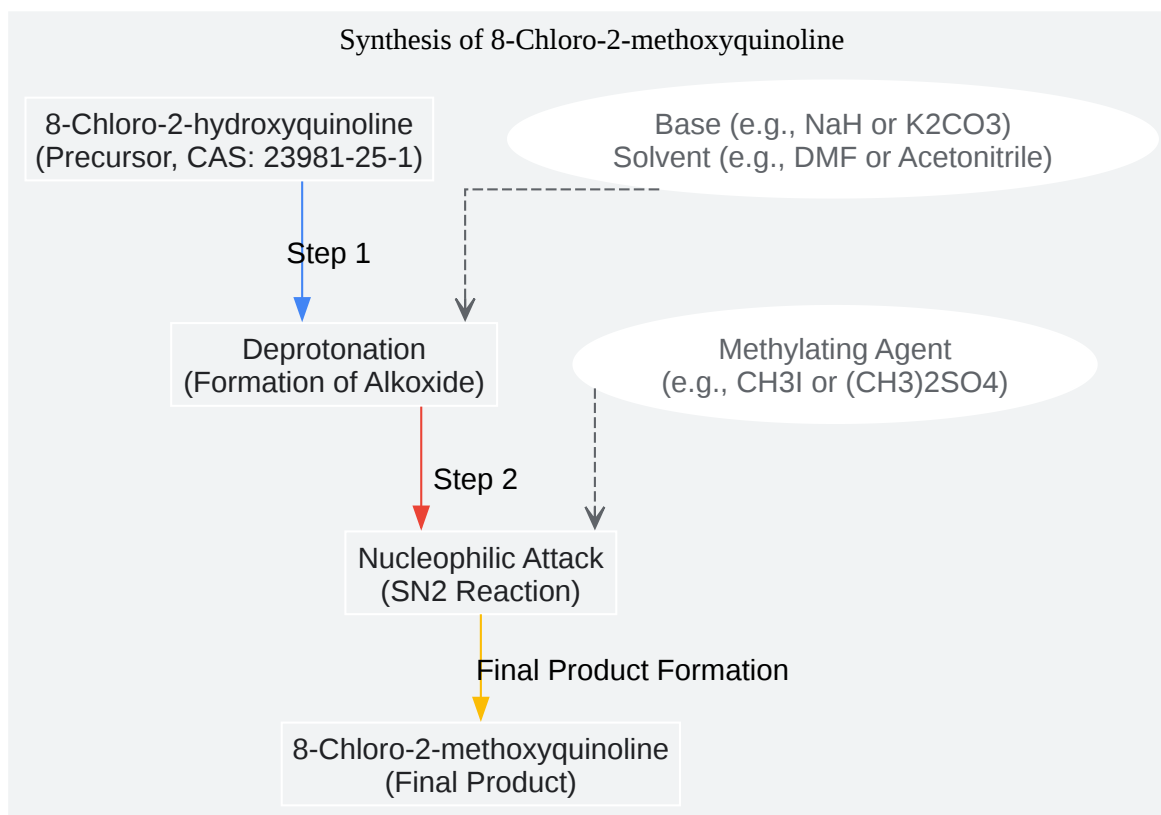 Synthesis of 8-Chloro-2-methoxyquinoline
8-Chloro-2-hydroxyquinoline
(Precursor, CAS: 23981-25-1)
Base (e.g., NaH or K2CO3)
Solvent (e.g., DMF or Acetonitrile)
Step 1
Deprotonation
(Formation of Alkoxide)
Methylating Agent
(e.g., CH3I or (CH3)2SO4)
Step 2
Nucleophilic Attack
(SN2 Reaction)
Final Product Formation
8-Chloro-2-methoxyquinoline
(Final Product)